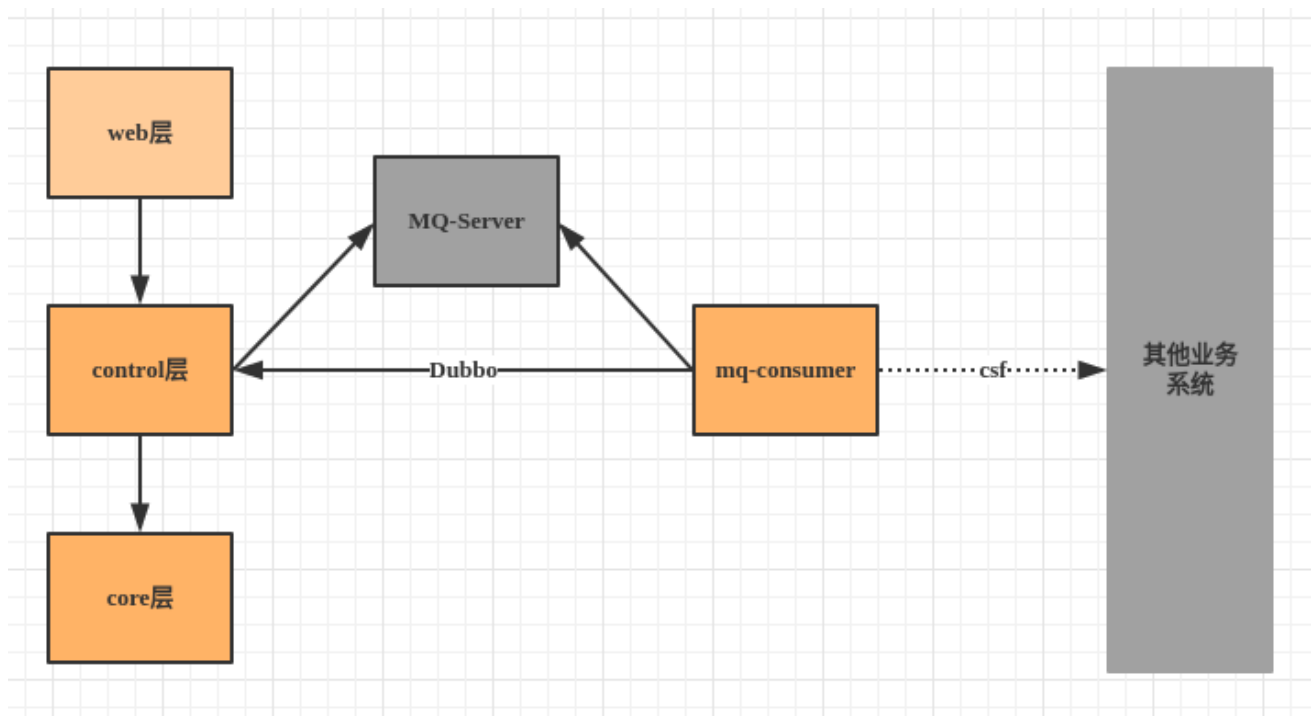 web层
MQ-Server
control层
Dubbo
mq-consumer
csf
其他业务
系统
core层